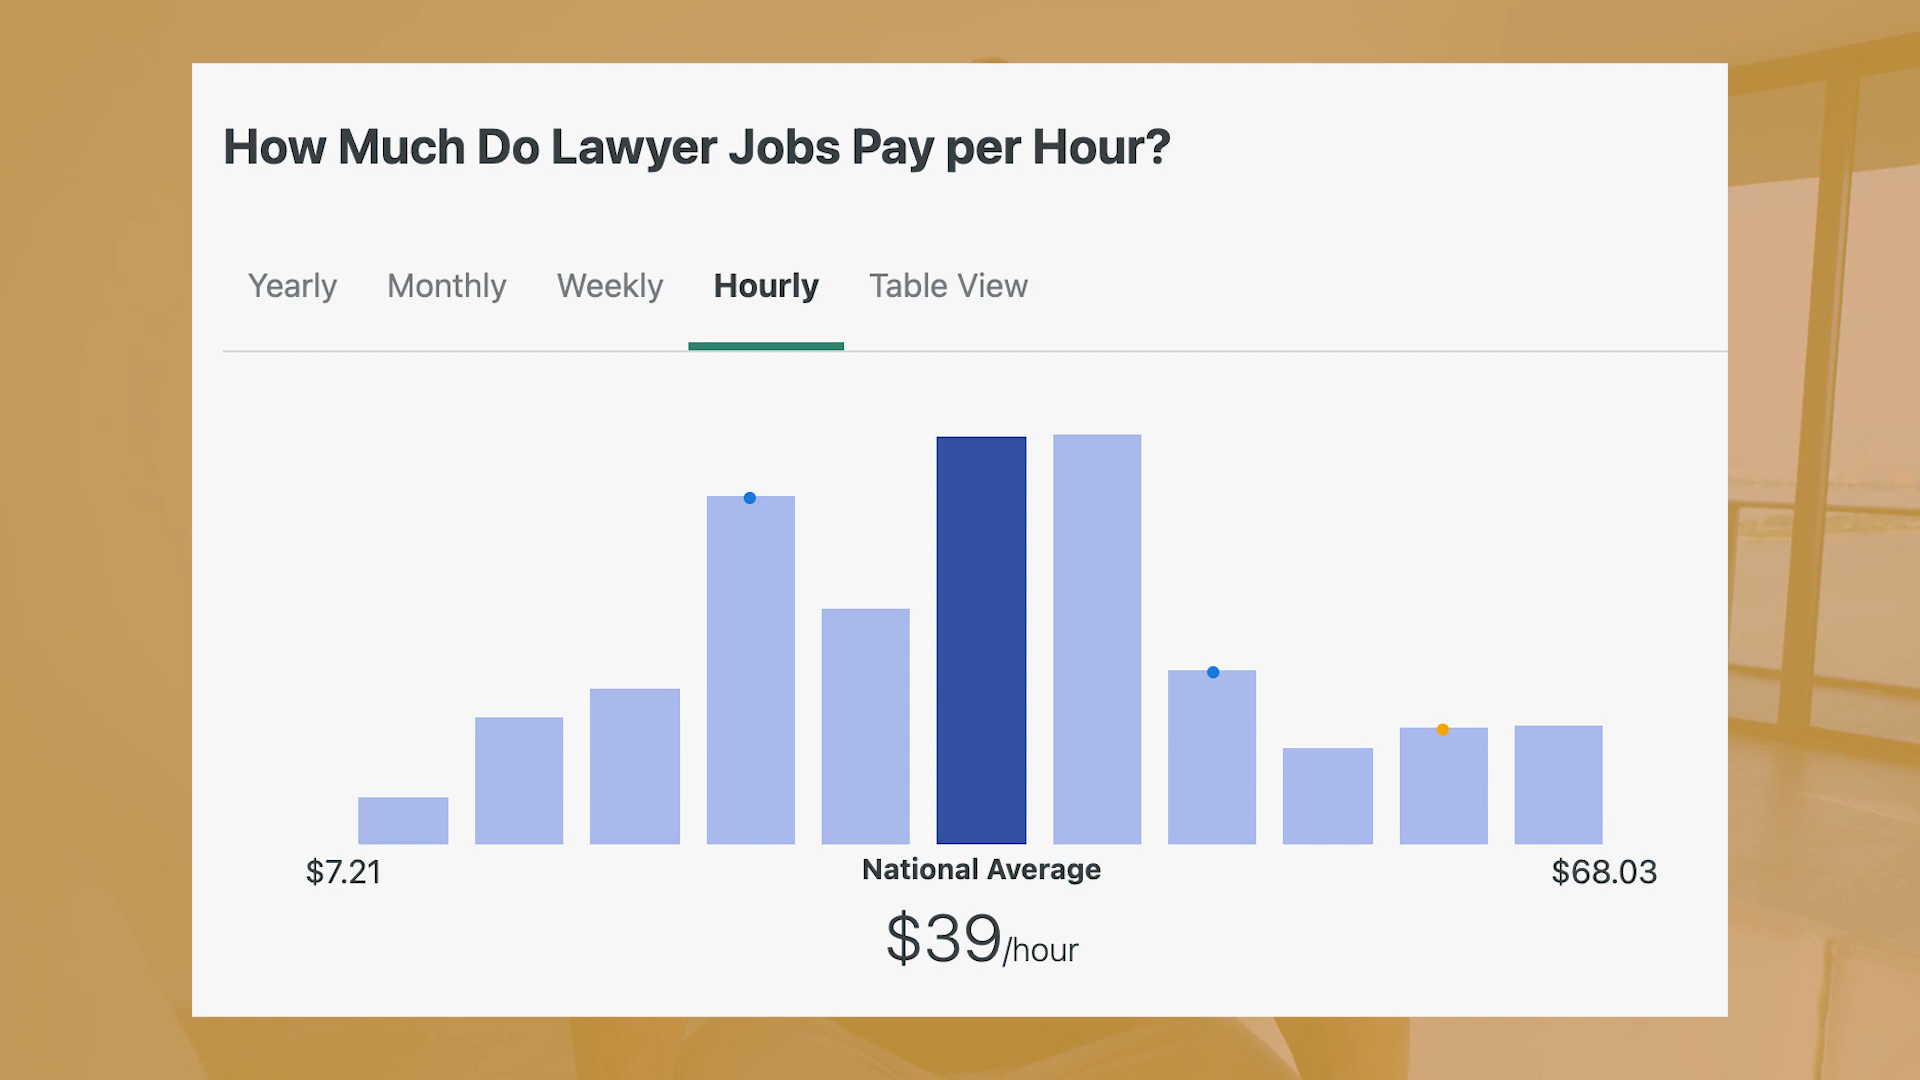 How Much Do Lawyer Jobs Pay per Hour?
Yearly Monthly Weekly Hourly Table View
$7.21 National Average $68.03
$39/hour